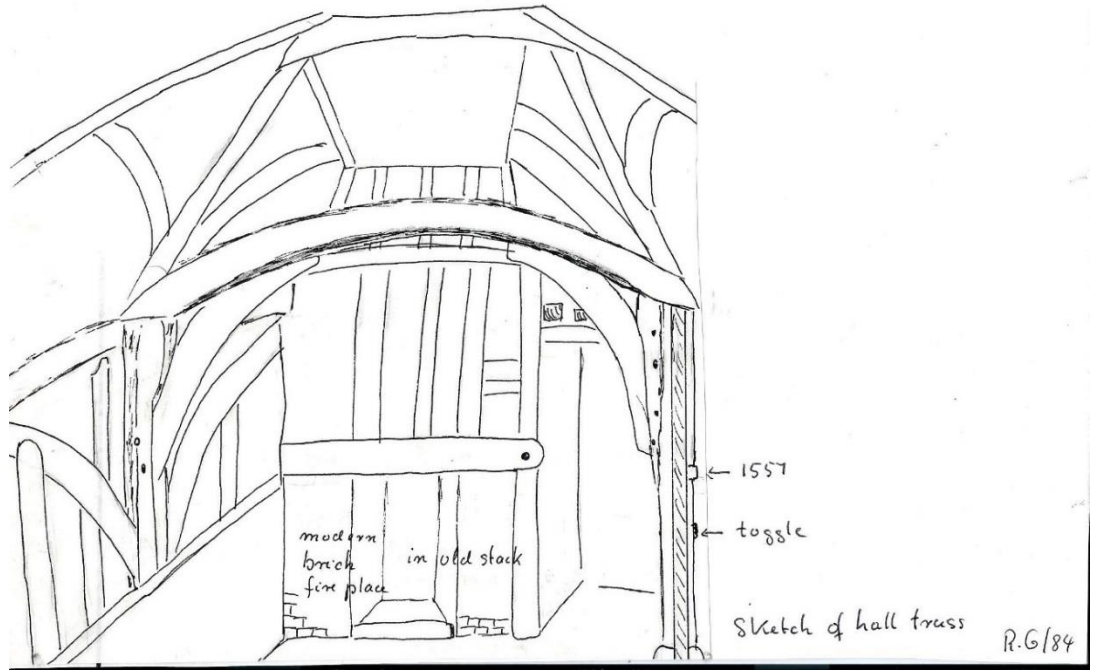 ← 1557
← toggle
modern
brick in old stack
fire place
Sketch of hall truss
R.G/84